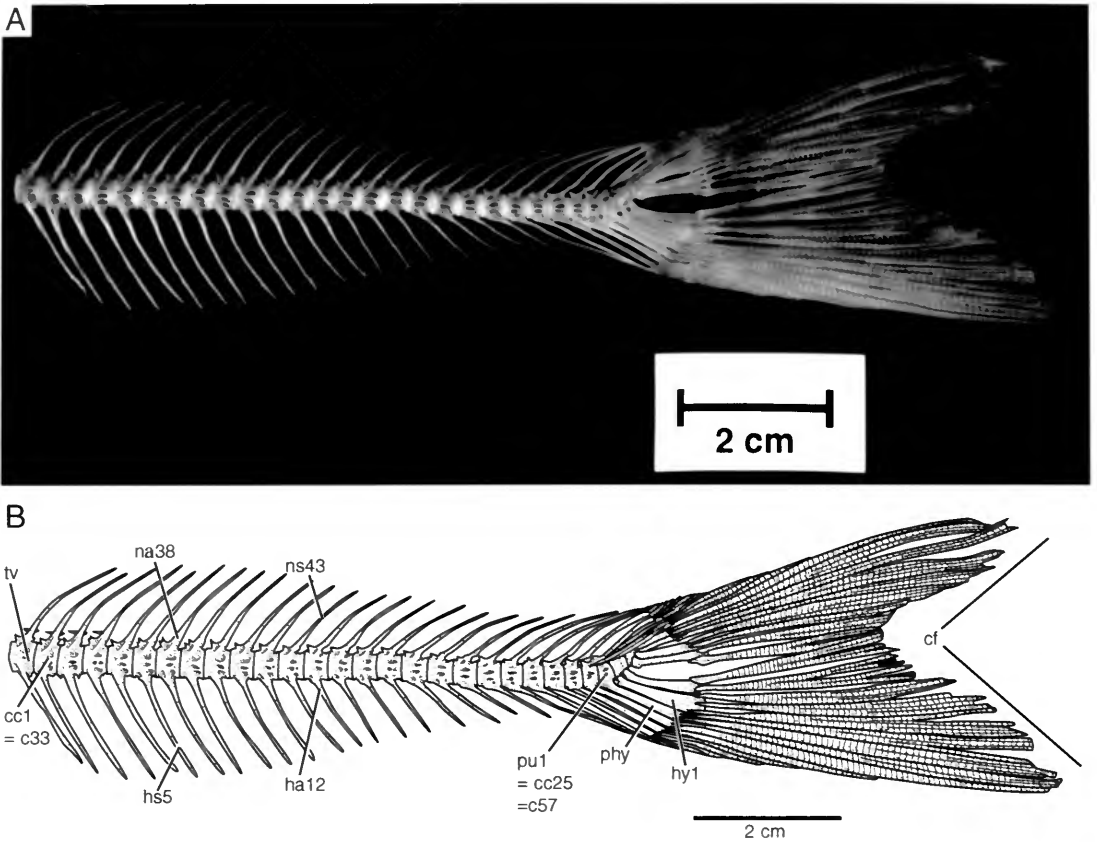 A
2 cm
B
na38
tv
ns43
cf
cc1
= c33
hs5
ha12
pu1
= cc25
=c57
phy
hy1
2 cm